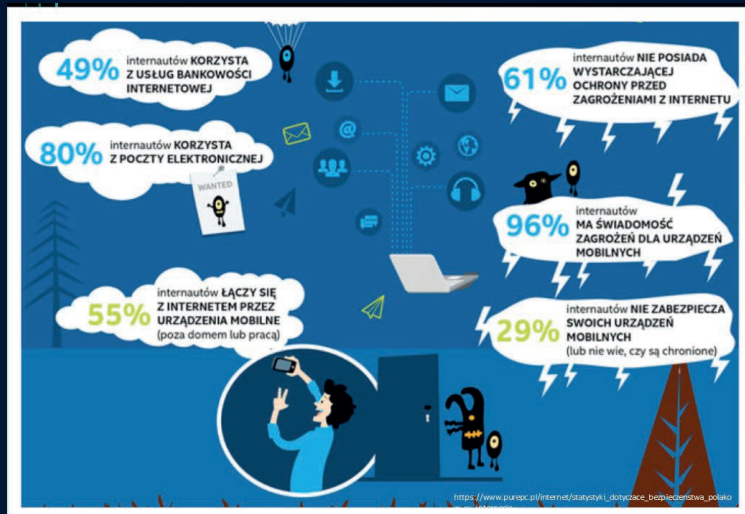 49% internautów KORZYSTA
Z USŁUG BANKOWOŚCI
INTERNETOWEJ
80% internautów KORZYSTA
Z POCZTY ELEKTRONICZNEJ
WANTED
55% internautów ŁĄCZY SIĘ
Z INTERNETEM PRZEZ
URZĄDZENIA MOBILNE
(poza domem lub pracą)
61% internautów NIE POSIADA
WYSTARCZAJĄCEJ
OCHRONY PRZED
ZAGROŻENIAMI Z INTERNETU
96% internautów
MA ŚWIADOMOŚĆ
ZAGROŻEŃ DLA URZĄDZEŃ
MOBILNYCH
29% internautów NIE ZABEZPIECZA
SWOICH URZĄDZEŃ
MOBILNYCH
(lub nie wie, czy są chronione)
https://www.purepc.pl/internet/statystyki_dotyczace_bezpieczenstwa_polako